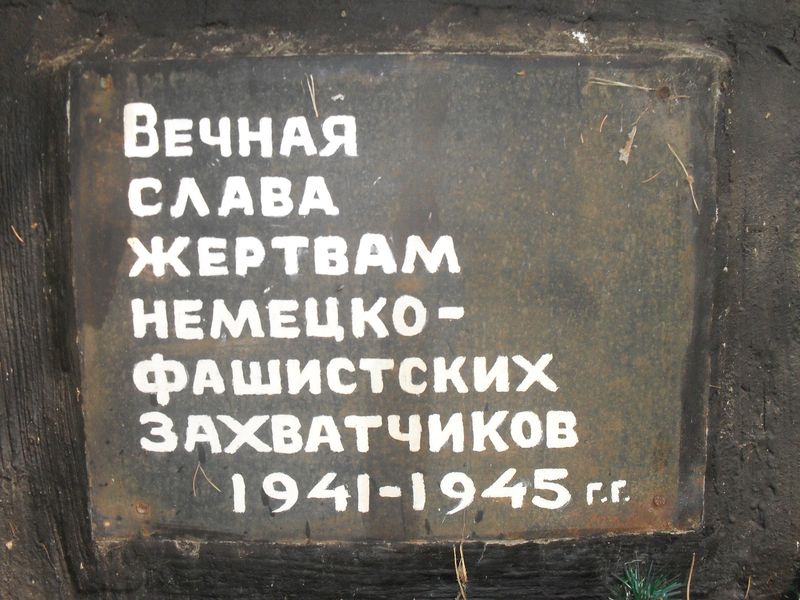 Вечная
слава
жертвам
немецко-
фашистских
захватчиков
1941-1945 г.г.